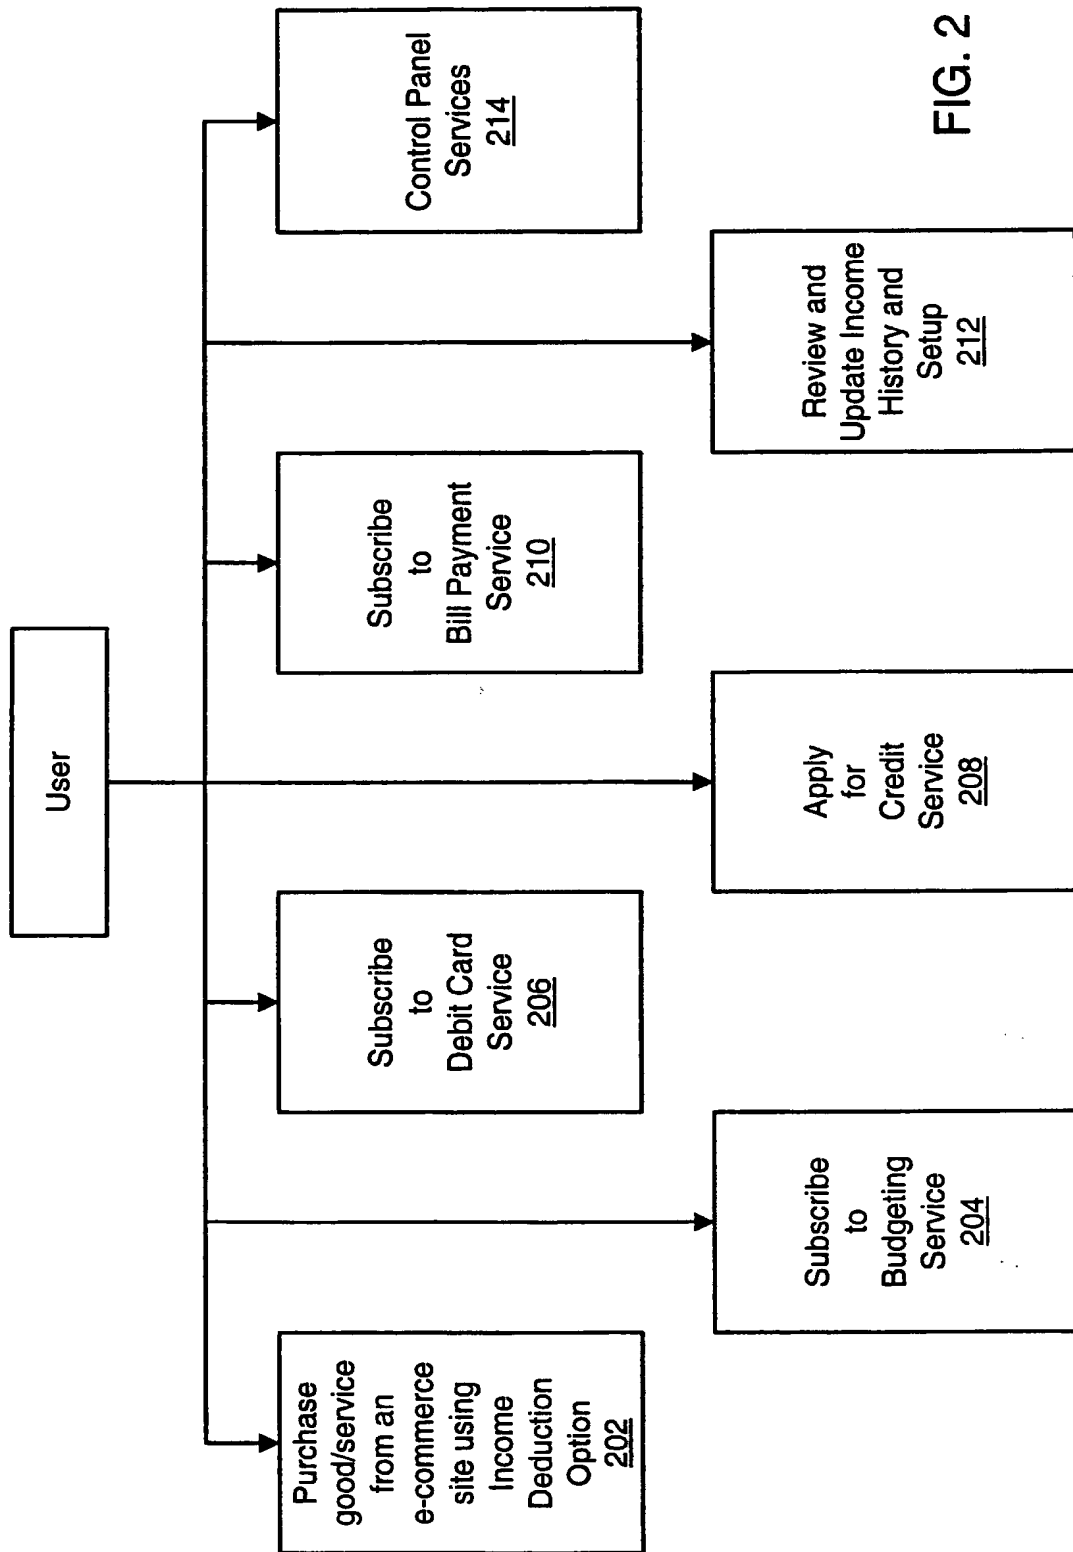 User
Purchase
good/service
from an
e-commerce
site using
Income
Deduction
Option
202
Subscribe
to
Debit Card
Service
206
Subscribe
to
Bill Payment
Service
210
Control Panel
Services
214
Subscribe
to
Budgeting
Service
204
Apply
for
Credit
Service
208
Review and
Update Income
History and
Setup
212
FIG. 2